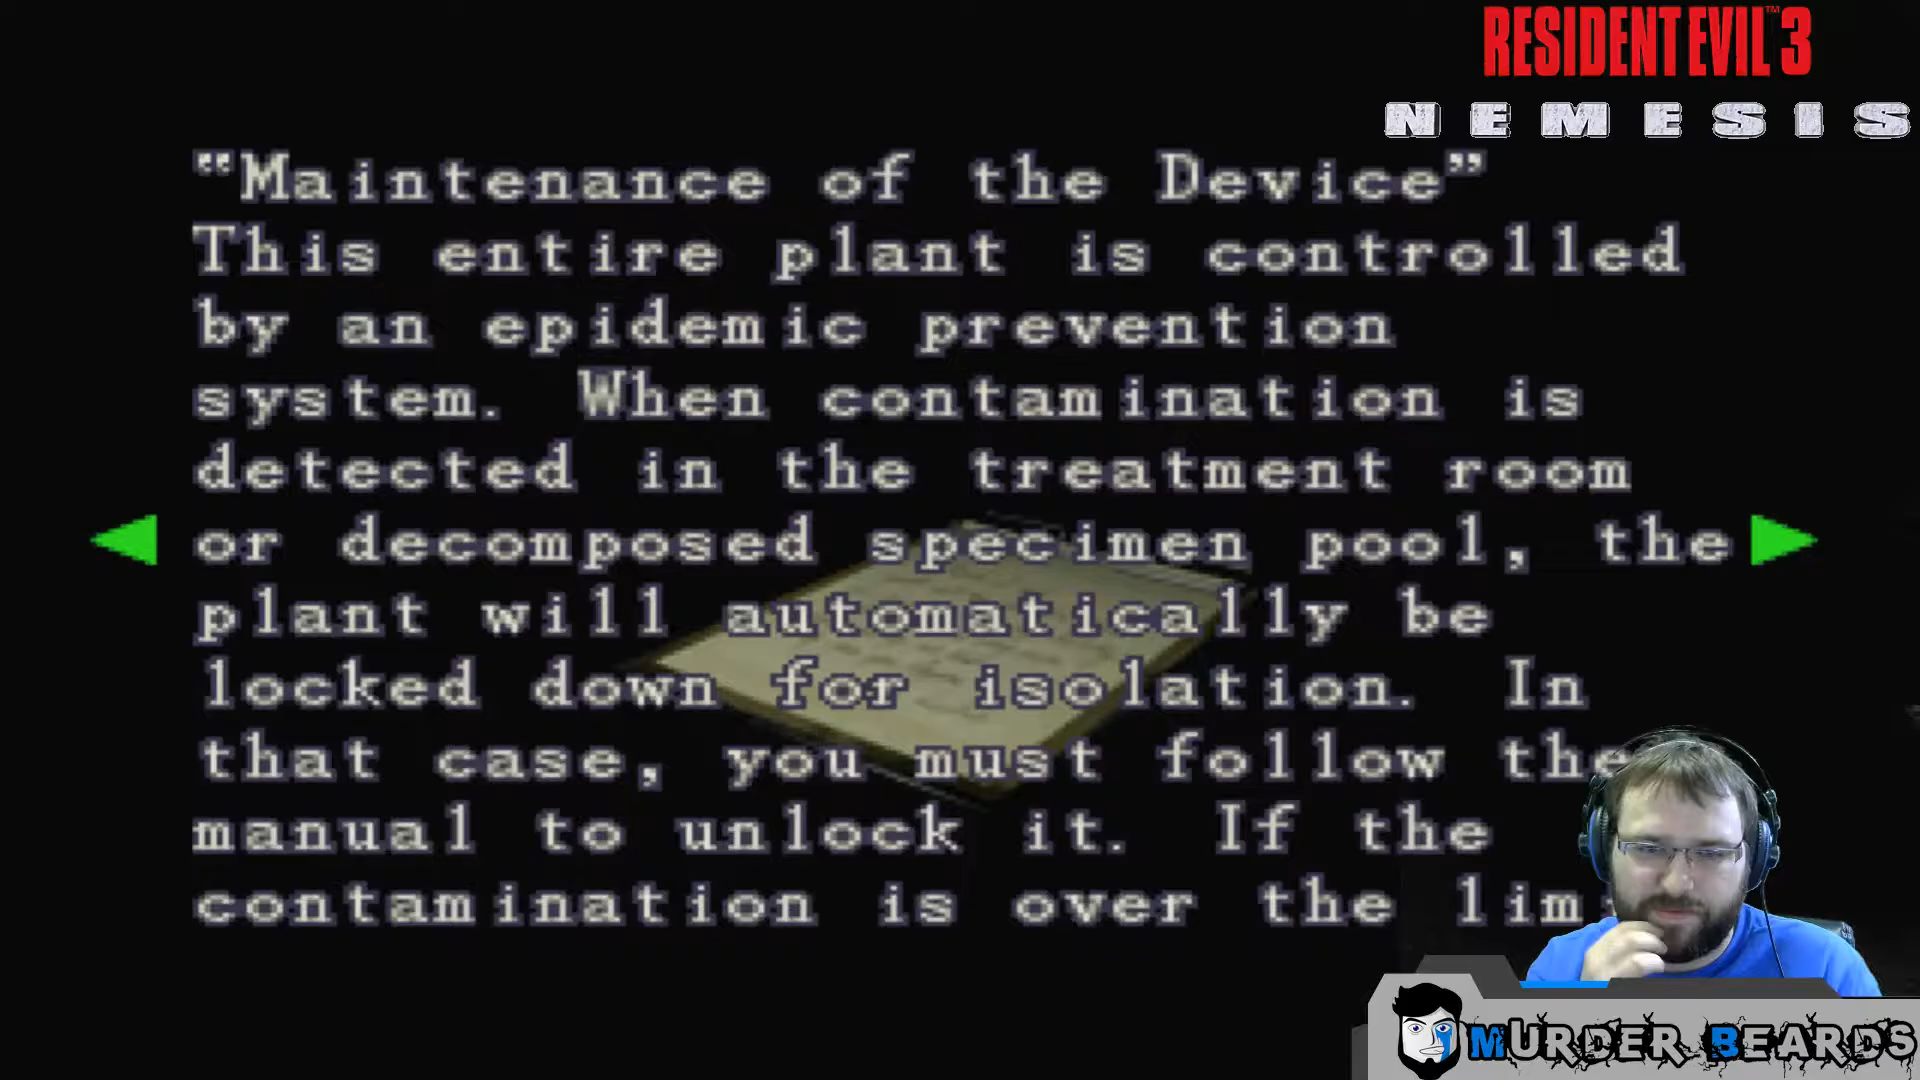 RESIDENT EVIL™ 3
NEMESIS
"Maintenance of the Device"
This entire plant is controlled
by an epidemic prevention
system. When contamination is
detected in the treatment room
or decomposed specimen pool, the
plant will automatically be
locked down for isolation. In
that case, you must follow the
manual to unlock it. If the
contamination is over the
MURDER BEARDS